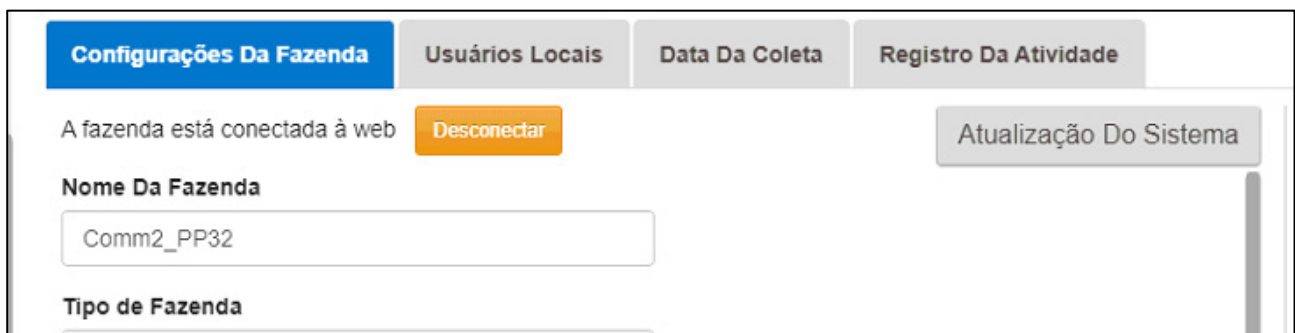 Configurações Da Fazenda Usuários Locais Data Da Coleta Registro Da Atividade
A fazenda está conectada à web Desconectar Atualização Do Sistema
Nome Da Fazenda
Comm2_PP32
Tipo de Fazenda